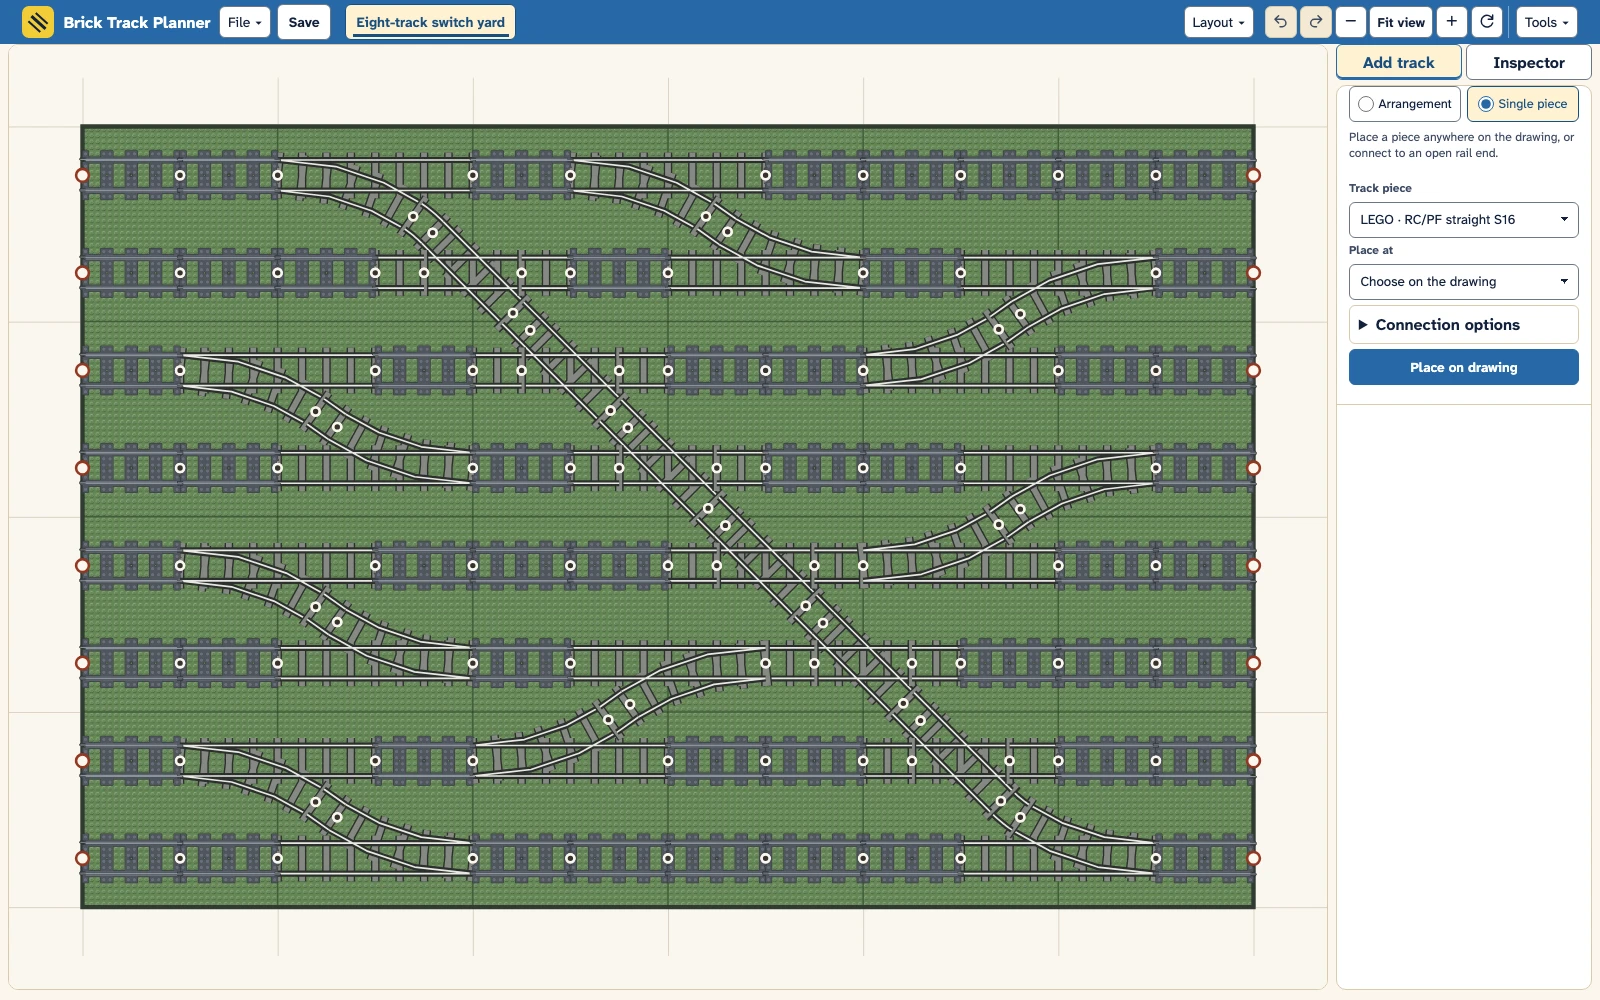 Brick Track Planner
File
Save
Eight-track switch yard
Layout
Fit view
Tools
Add track
Inspector
Arrangement
Single piece
Place a piece anywhere on the drawing, or
connect to an open rail end.
Track piece
LEGO · RC/PF straight S16
Place at
Choose on the drawing
Connection options
Place on drawing